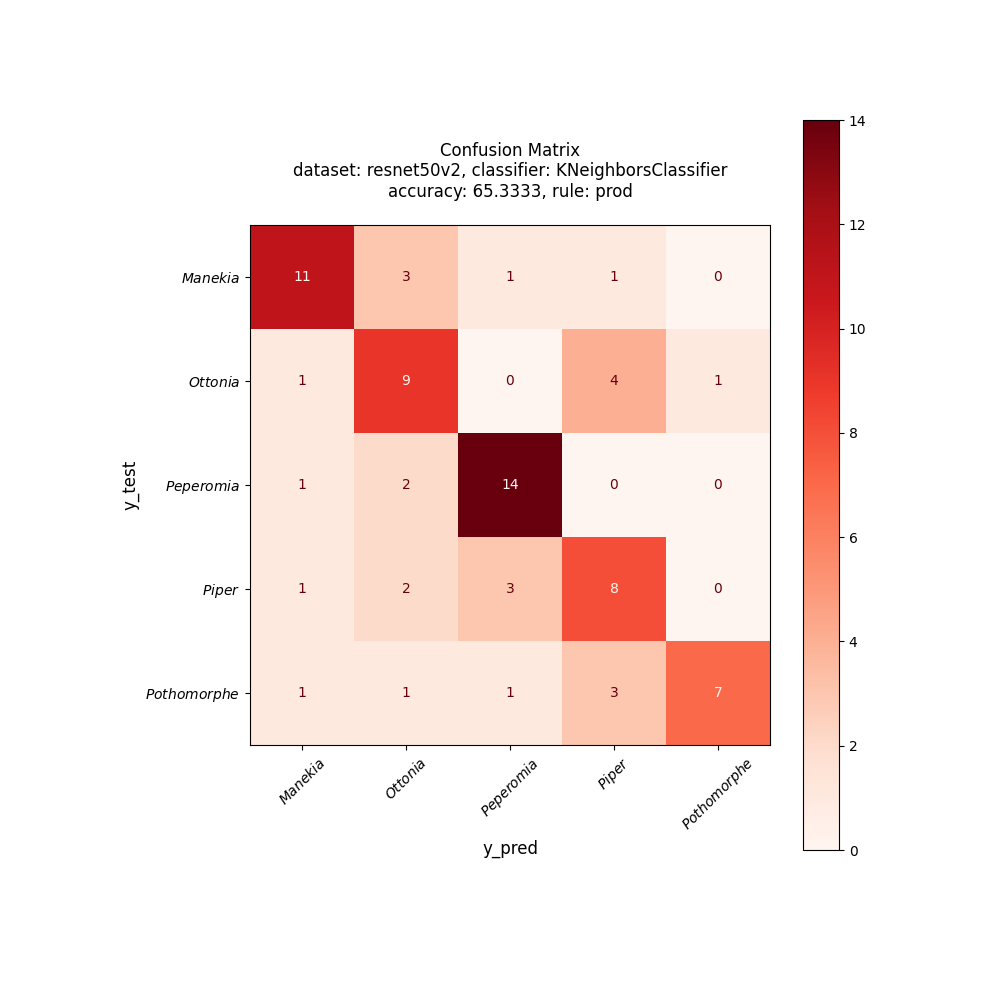 Confusion Matrix
dataset: resnet50v2, classifier: KNeighborsClassifier
accuracy: 65.3333, rule: prod
Manekia 11 3 1 1 0
Ottonia 1 9 0 4 1
Peperomia 1 2 14 0 0
Piper 1 2 3 8 0
Pothomorphe 1 1 1 3 7
Manekia Ottonia Peperomia Piper Pothomorphe
y_pred
y_test
14
12
10
8
6
4
2
0